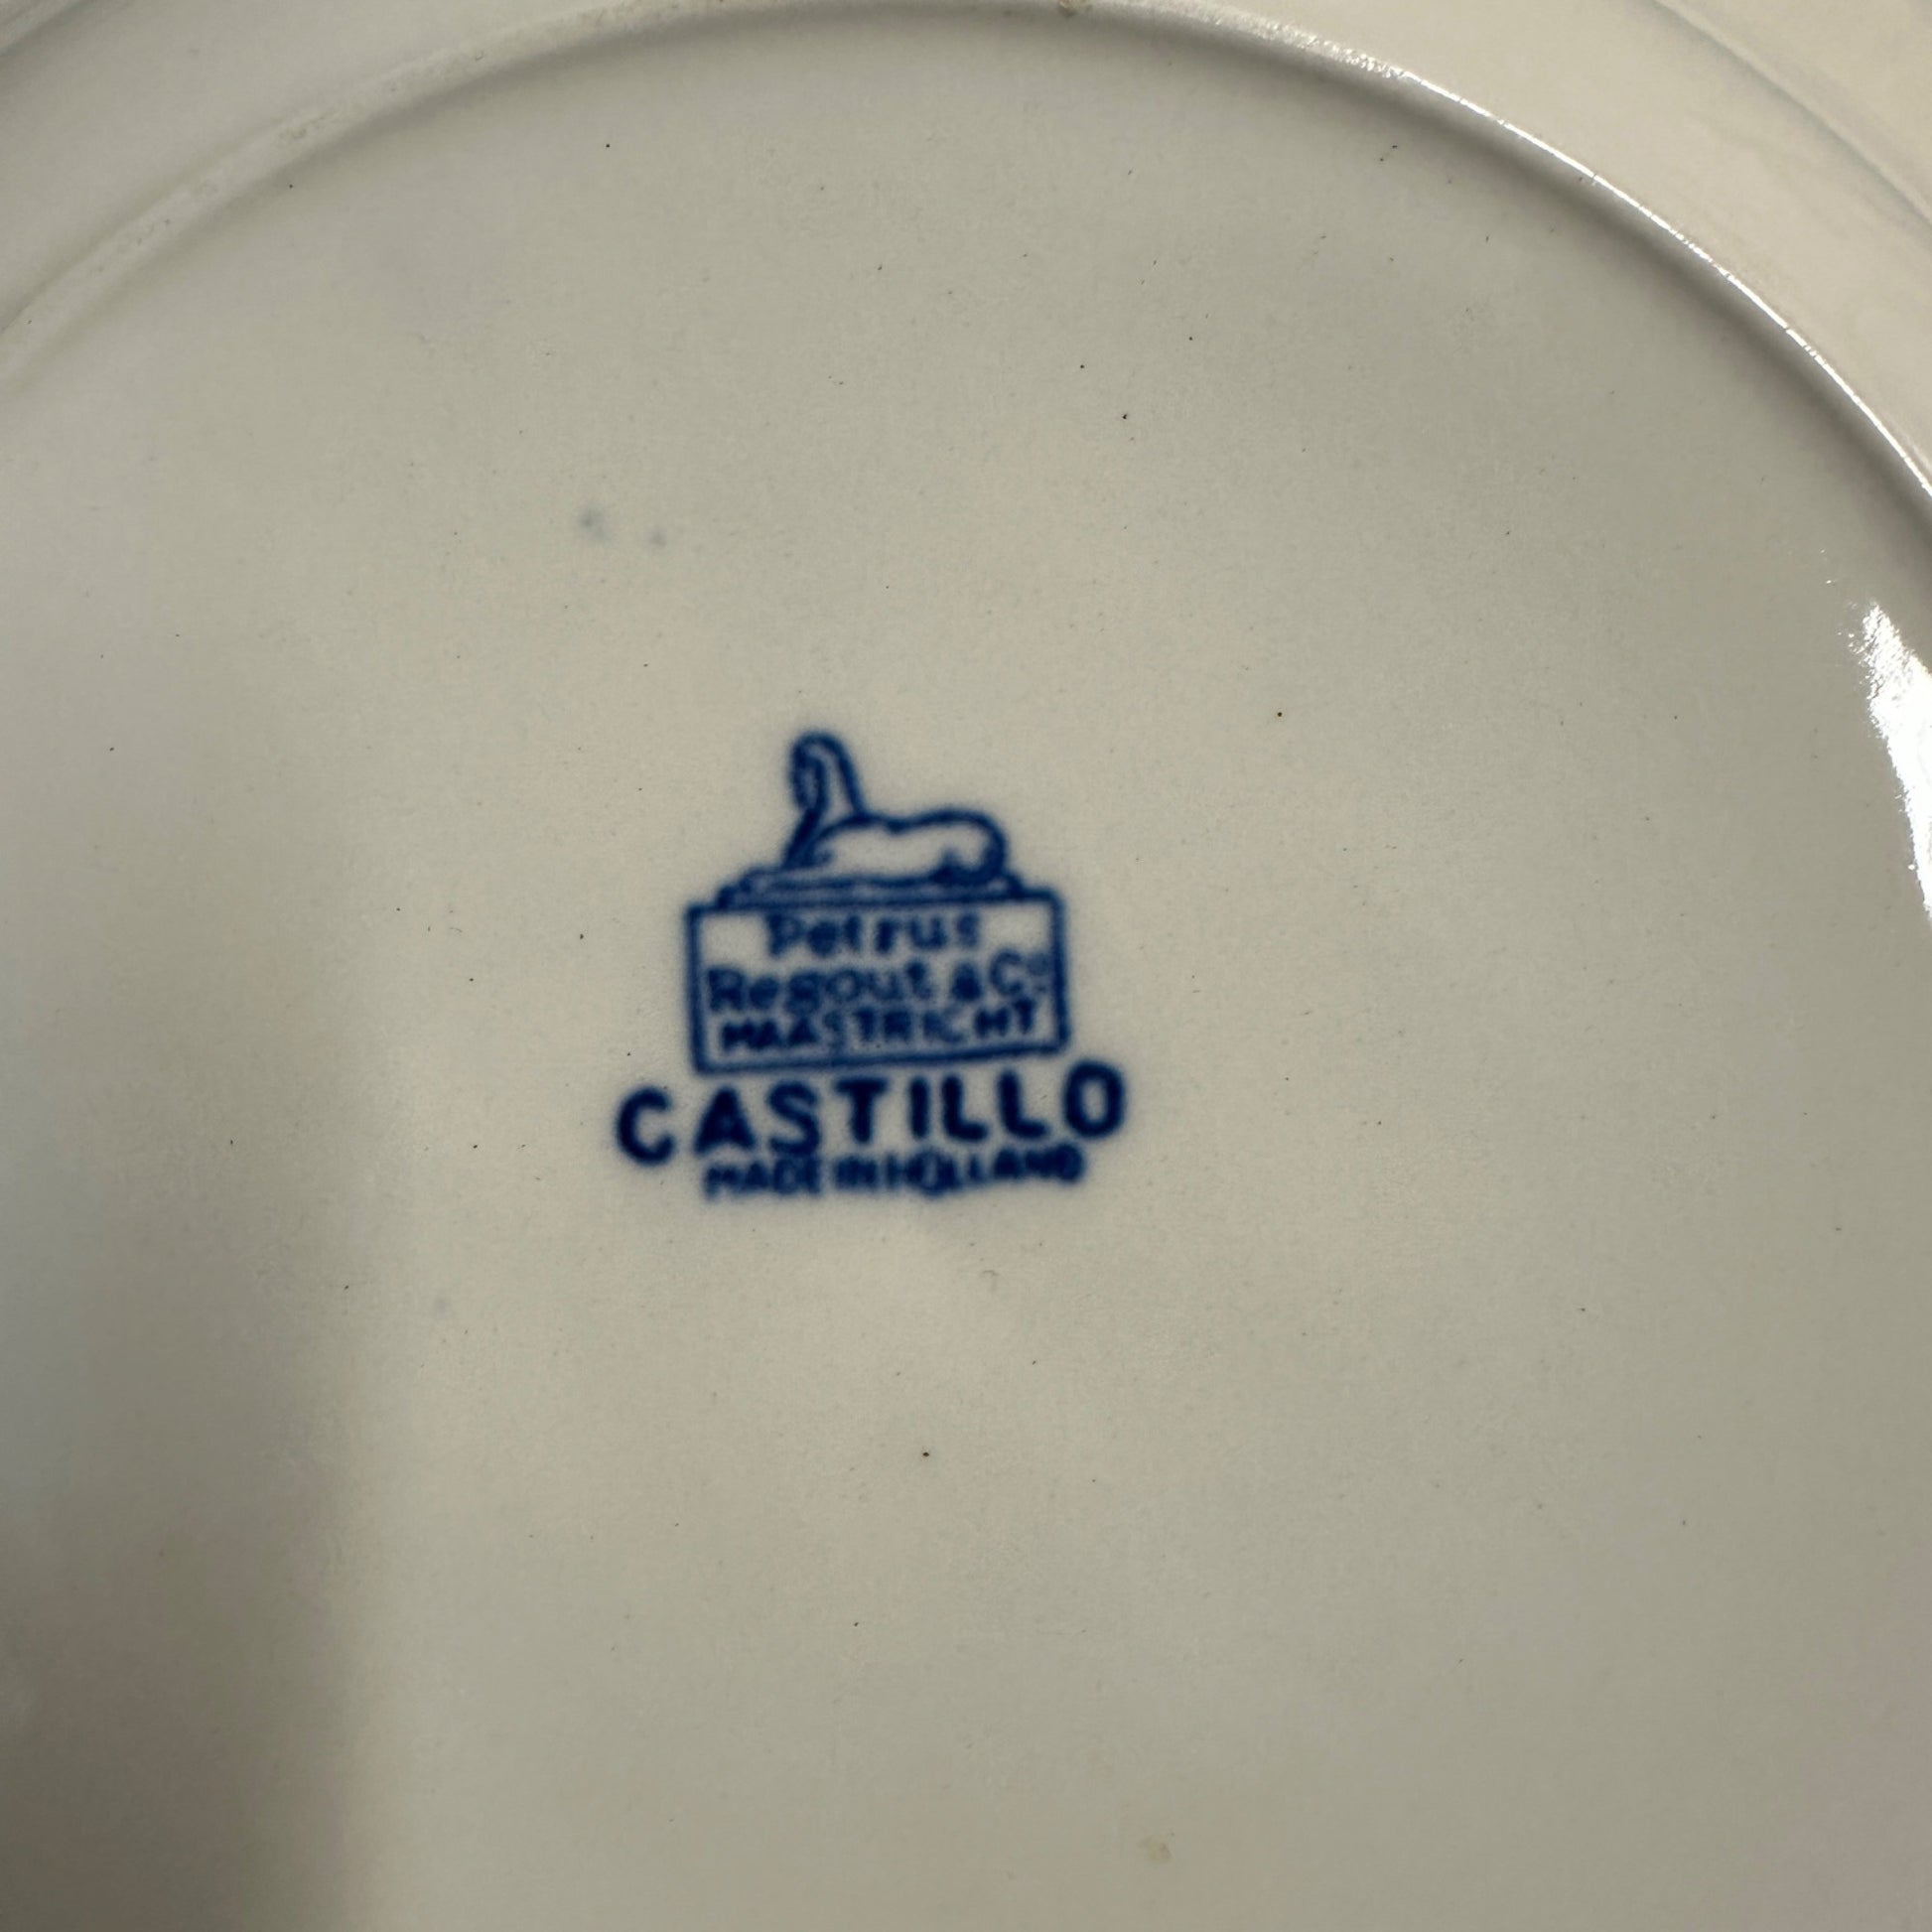 Petrus
Regout & Co
MAASTRICHT
CASTILLO
MADE IN HOLLAND